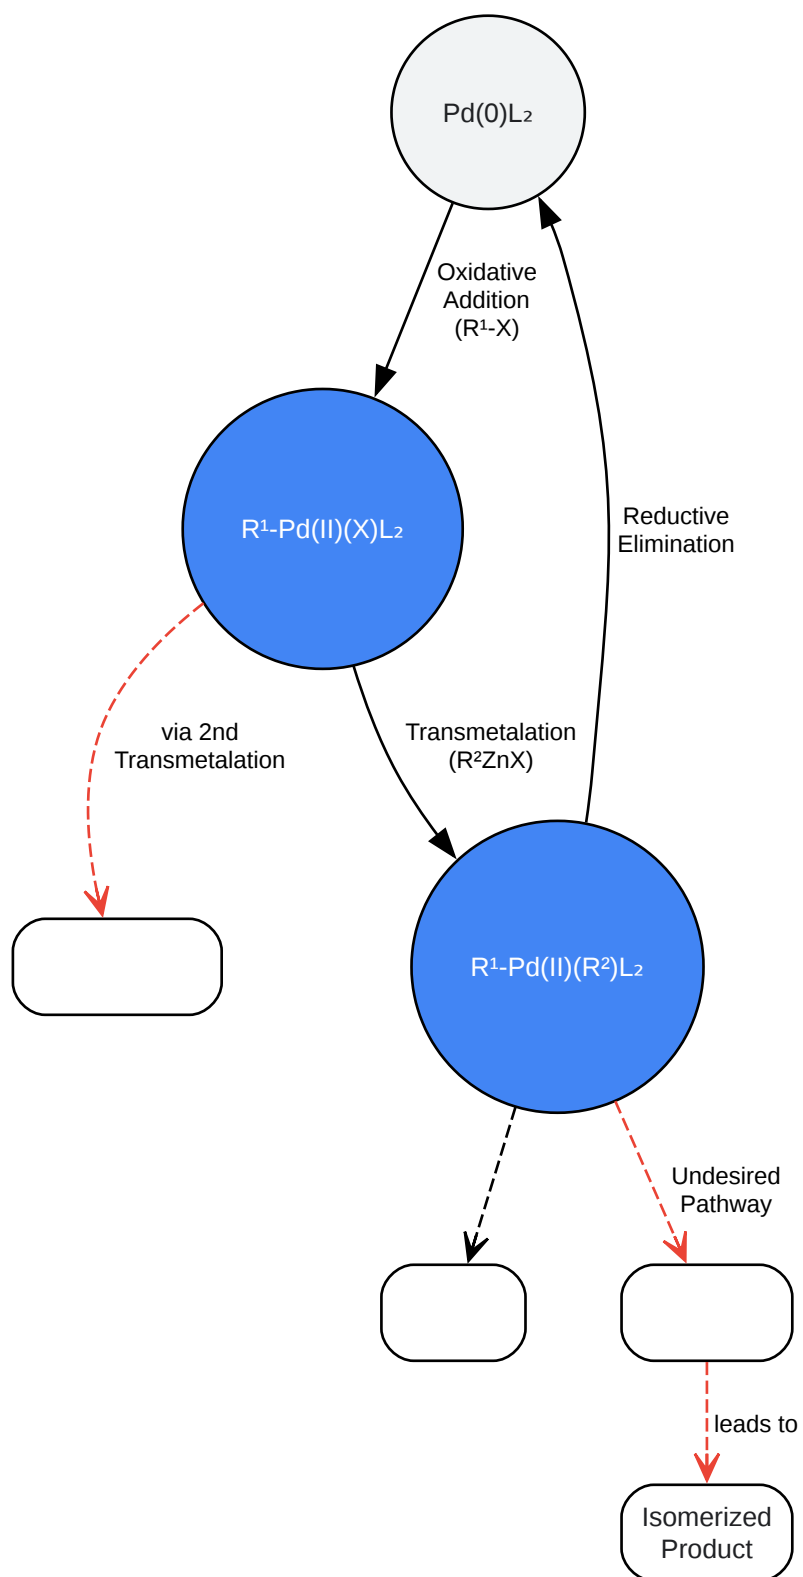 Pd(0)L₂
Oxidative
Addition
(R¹-X)
R¹-Pd(II)(X)L₂
Reductive
Elimination
via 2nd
Transmetalation
Transmetalation
(R²ZnX)
R¹-Pd(II)(R²)L₂
Undesired
Pathway
leads to
Isomerized
Product